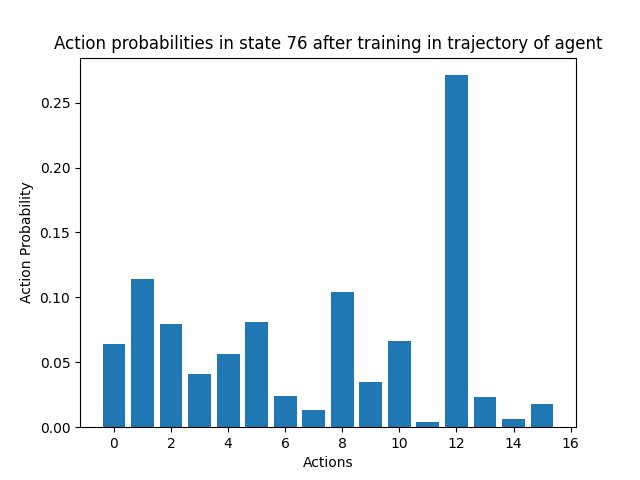 Action probabilities in state 76 after training in trajectory of agent
0.25
0.20
0.15
0.10
0.05
0.00
Action Probability
0 2 4 6 8 10 12 14 16
Actions